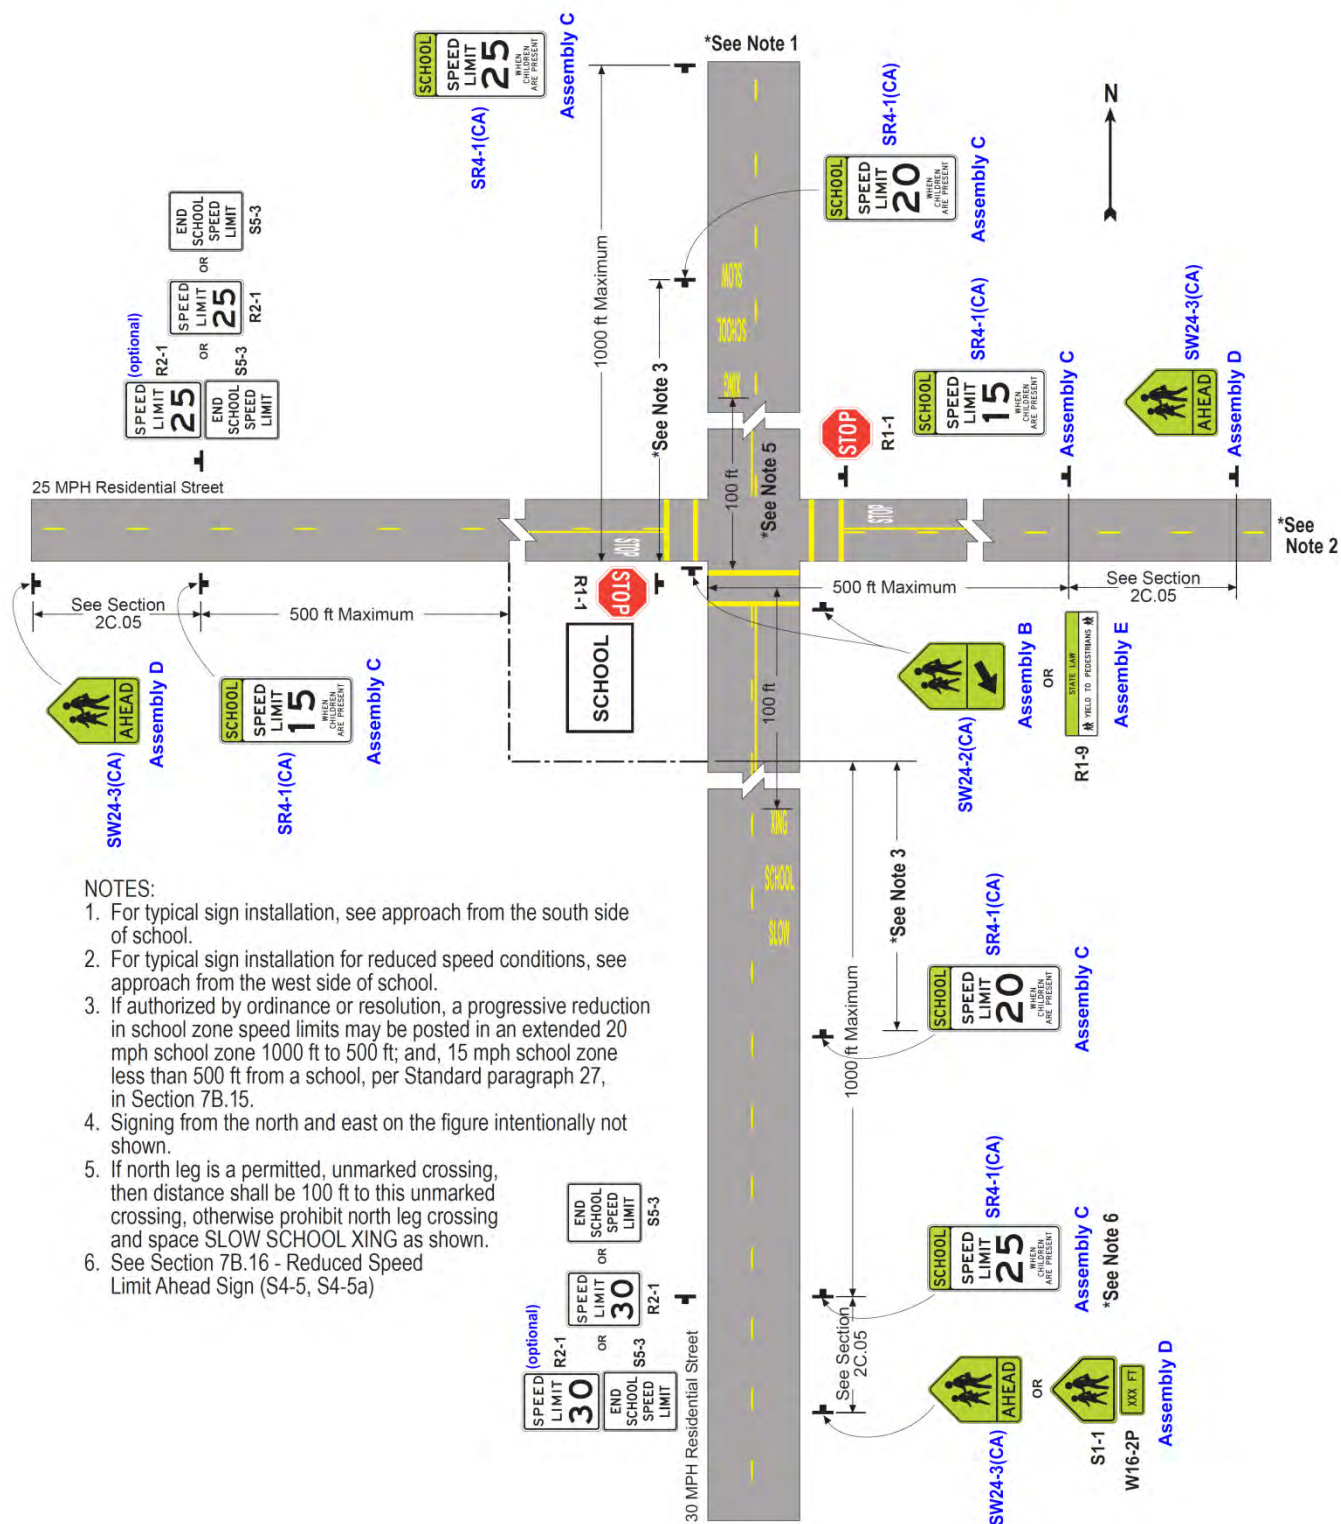 *See Note 1
SCHOOL
SPEED
LIMIT
25
WHEN
CHILDREN
ARE PRESENT
SR4-1(CA)
Assembly C
1000 ft Maximum
N
SCHOOL
SPEED
LIMIT
20
WHEN
CHILDREN
ARE PRESENT
SR4-1(CA)
Assembly C
END
SCHOOL
SPEED
LIMIT
S5-3
OR
SPEED
LIMIT
25
R2-1
OR
(optional)
SPEED
LIMIT
25
R2-1
END
SCHOOL
SPEED
LIMIT
S5-3
SLOW
SCHOOL
XING
*See Note 3
100 ft
*See Note 5
STOP
R1-1
SCHOOL
SPEED
LIMIT
15
WHEN
CHILDREN
ARE PRESENT
SR4-1(CA)
Assembly C
AHEAD
SW24-3(CA)
Assembly D
25 MPH Residential Street
STOP
STOP
*See
Note 2
See Section
2C.05
500 ft Maximum
R1-1
STOP
500 ft Maximum
See Section
2C.05
SCHOOL
100 ft
AHEAD
SW24-3(CA)
Assembly D
SCHOOL
SPEED
LIMIT
15
WHEN
CHILDREN
ARE PRESENT
SR4-1(CA)
Assembly C
SW24-2(CA)
Assembly B
OR
STATE LAW
YIELD TO PEDESTRIANS
R1-9
Assembly E
XING
SCHOOL
SLOW
*See Note 3
1000 ft Maximum
SCHOOL
SPEED
LIMIT
20
WHEN
CHILDREN
ARE PRESENT
SR4-1(CA)
Assembly C
NOTES:
1. For typical sign installation, see approach from the south side
of school.
2. For typical sign installation for reduced speed conditions, see
approach from the west side of school.
3. If authorized by ordinance or resolution, a progressive reduction
in school zone speed limits may be posted in an extended 20
mph school zone 1000 ft to 500 ft; and, 15 mph school zone
less than 500 ft from a school, per Standard paragraph 27,
in Section 7B.15.
4. Signing from the north and east on the figure intentionally not
shown.
5. If north leg is a permitted, unmarked crossing,
then distance shall be 100 ft to this unmarked
crossing, otherwise prohibit north leg crossing
and space SLOW SCHOOL XING as shown.
6. See Section 7B.16 - Reduced Speed
Limit Ahead Sign (S4-5, S4-5a)
END
SCHOOL
SPEED
LIMIT
S5-3
OR
SPEED
LIMIT
30
R2-1
OR
(optional)
SPEED
LIMIT
30
R2-1
END
SCHOOL
SPEED
LIMIT
S5-3
30 MPH Residential Street
SCHOOL
SPEED
LIMIT
25
WHEN
CHILDREN
ARE PRESENT
SR4-1(CA)
Assembly C
*See Note 6
See Section
2C.05
AHEAD
SW24-3(CA)
OR
XXX FT
S1-1
W16-2P
Assembly D